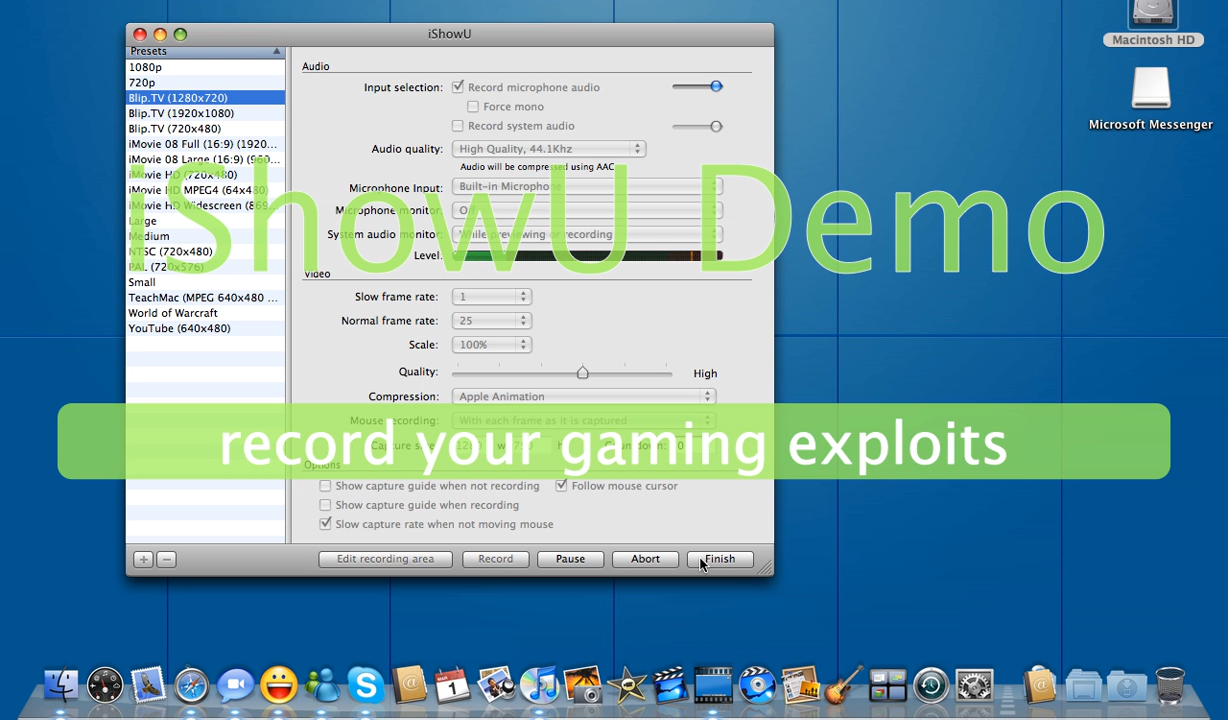 iShowU
Macintosh HD
Microsoft Messenger
Presets
1080p
720p
Blip.TV (1280x720)
Blip.TV (1920x1080)
Blip.TV (720x480)
iMovie 08 Full (16:9) (1920...
iMovie 08 Large (16:9) (960...
iMovie HD (720x480)
iMovie HD MPEG4 (64x480)
iMovie HD Widescreen (869...
Large
Medium
NTSC (720x480)
PAL (720x576)
Small
TeachMac (MPEG 640x480 ...
World of Warcraft
YouTube (640x480)
Audio
Input selection: Record microphone audio
Force mono
Record system audio
Audio quality: High Quality, 44.1Khz
Audio will be compressed using AAC
Microphone Input: Built-in Microphone
Microphone monitor:
System audio monitor: While previewing or recording
Level:
iShowU Demo
Video
Slow frame rate: 1
Normal frame rate: 25
Scale: 100%
Quality: High
Compression: Apple Animation
Mouse recording: With each frame as it is captured
record your gaming exploits
Options
Show capture guide when not recording Follow mouse cursor
Show capture guide when recording
Slow capture rate when not moving mouse
Edit recording area Record Pause Abort Finish
MAR
1